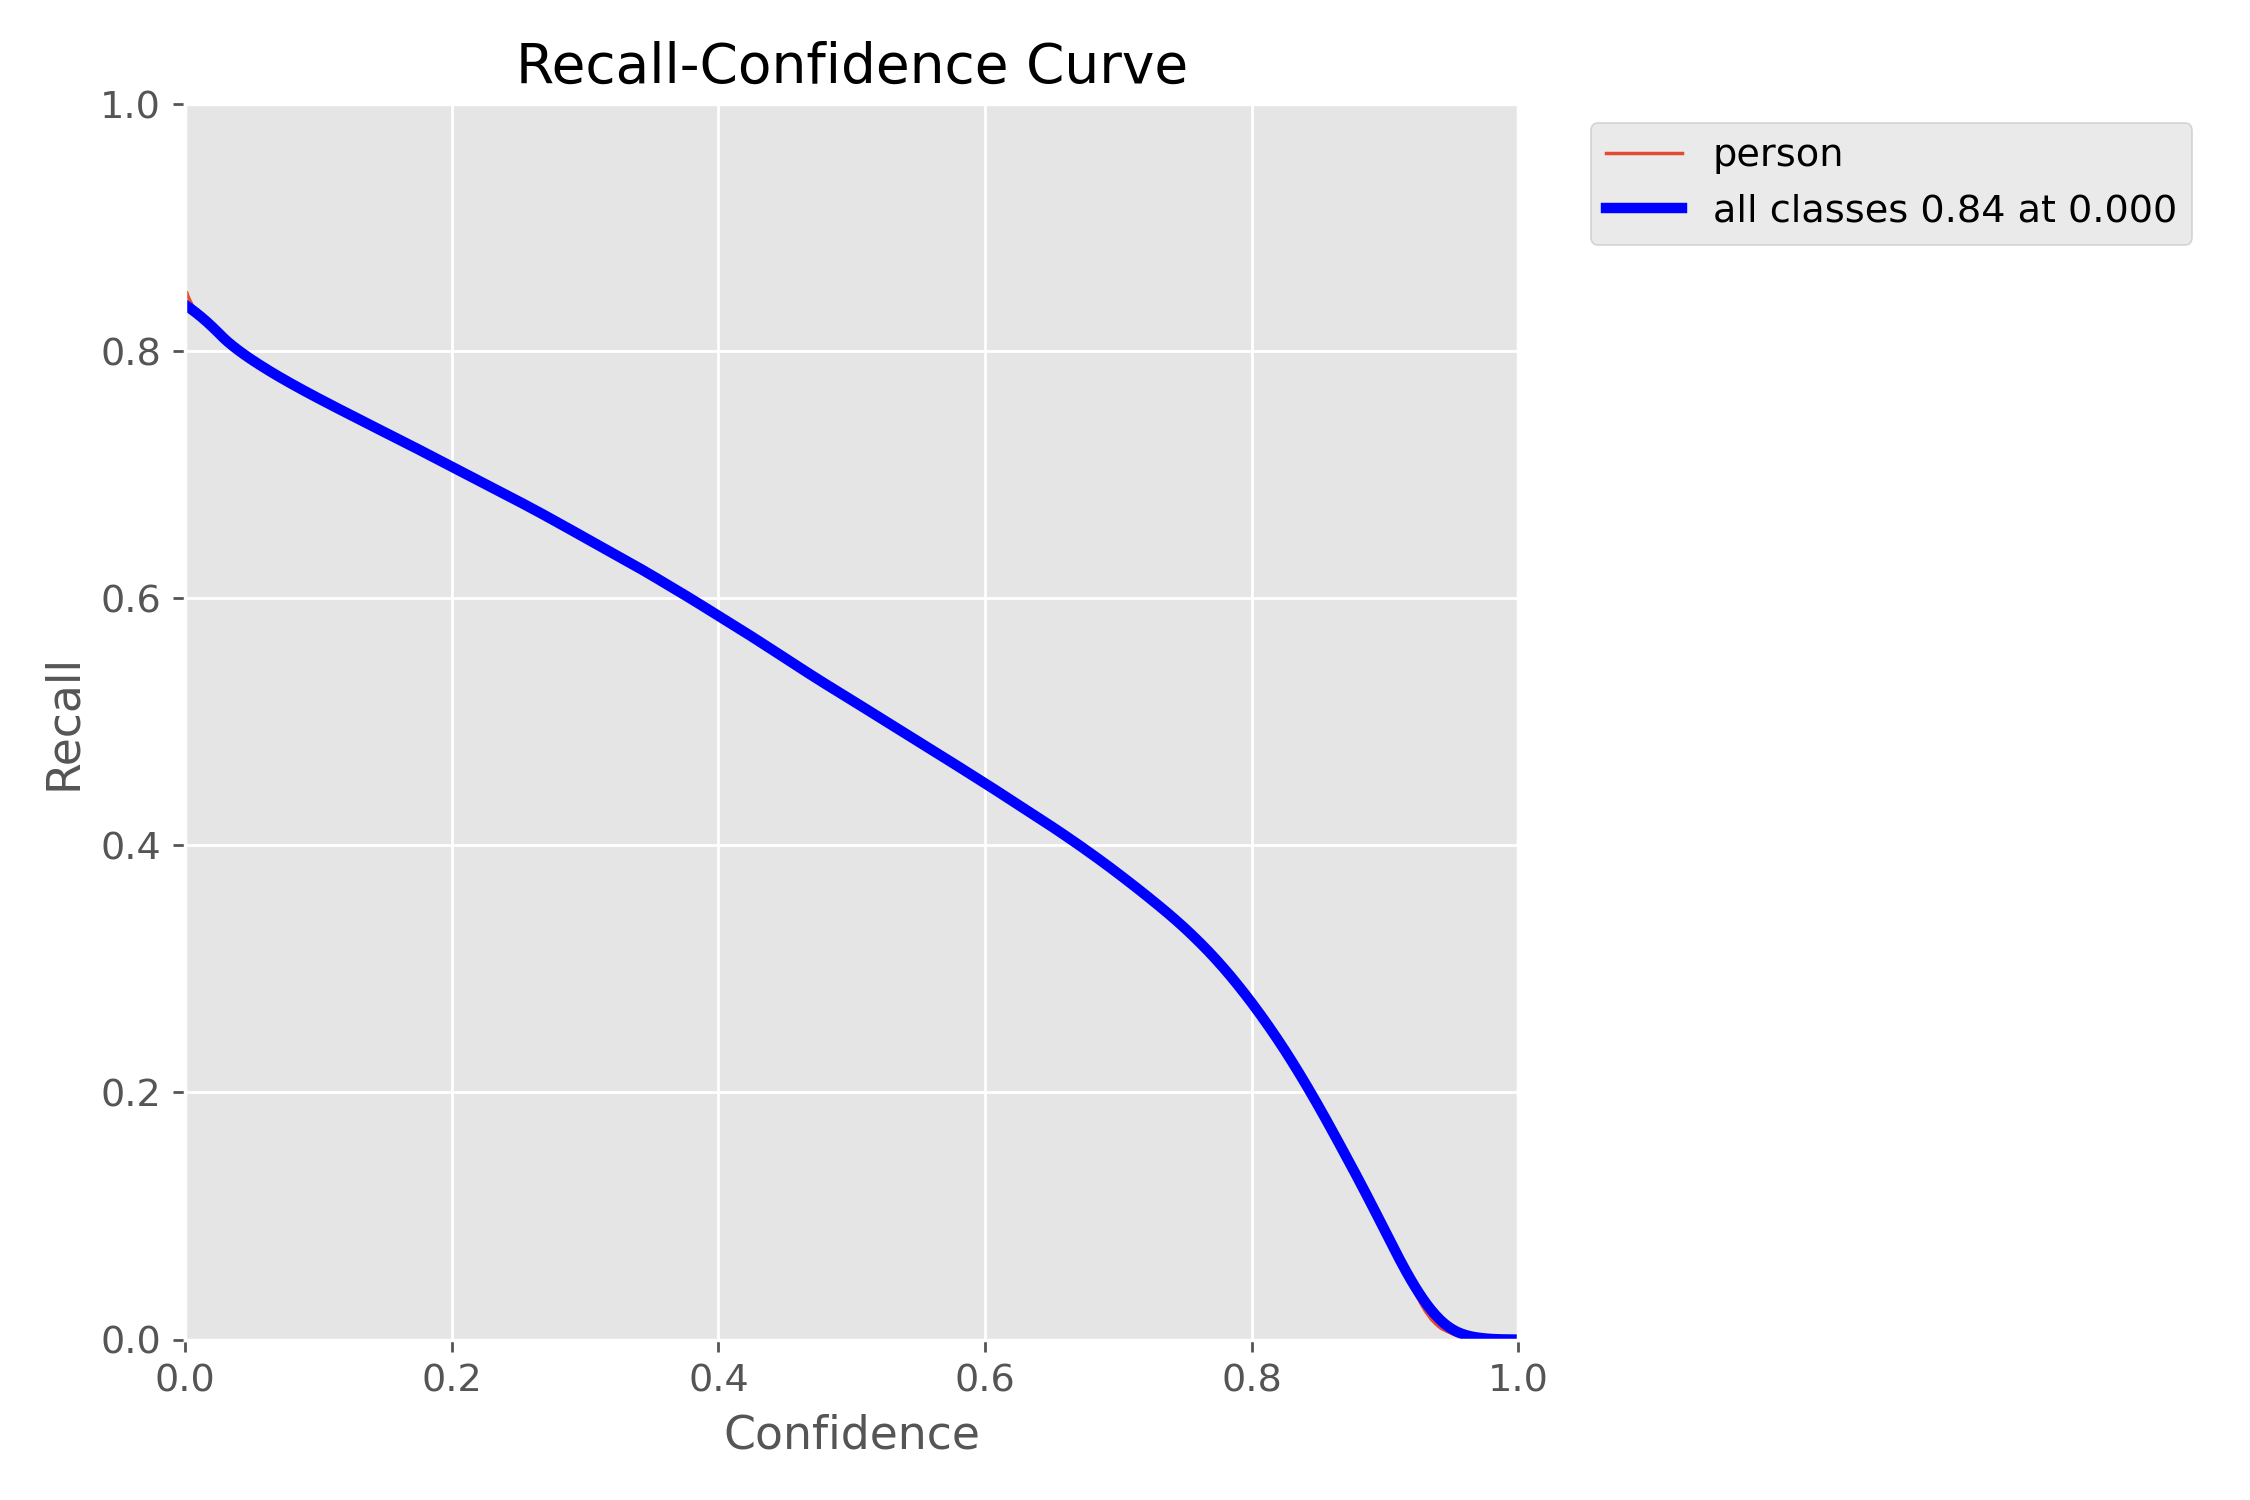 Recall-Confidence Curve
1.0
0.8
0.6
0.4
0.2
0.0
Recall
0.0 0.2 0.4 0.6 0.8 1.0
Confidence
person
all classes 0.84 at 0.000